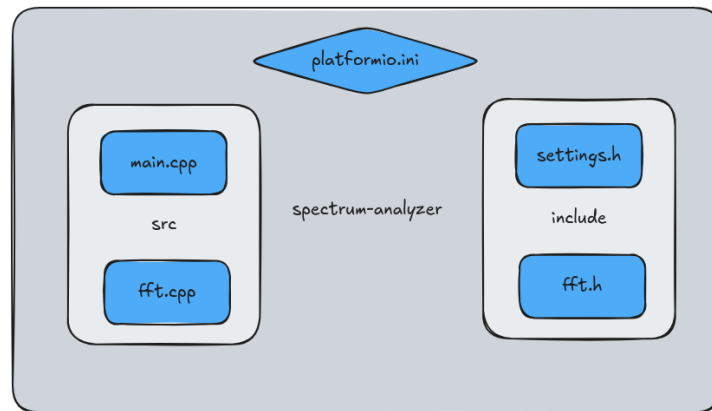 platformio.ini
main.cpp
src
fft.cpp
spectrum-analyzer
settings.h
include
fft.h